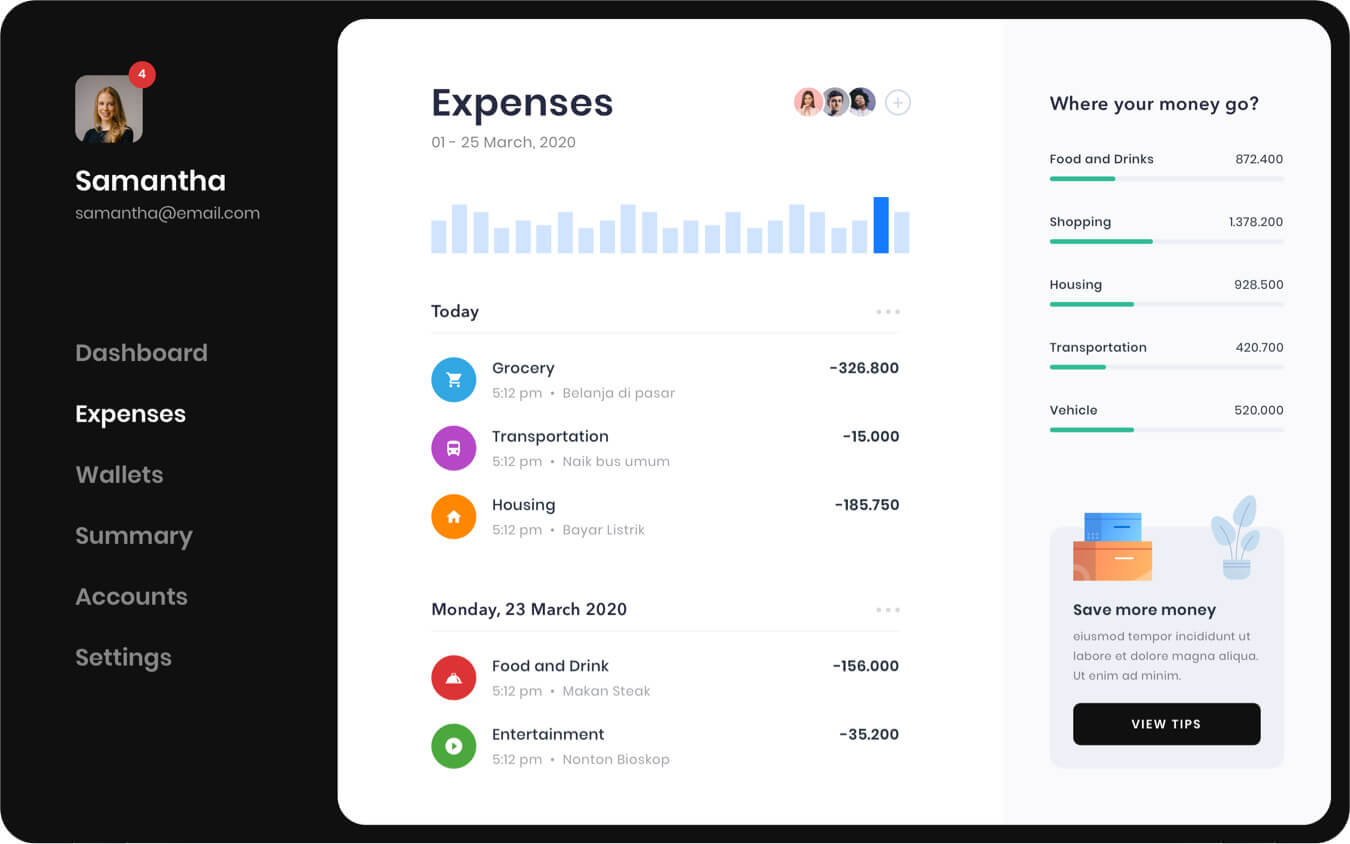 4
Samantha
samantha@email.com
Dashboard
Expenses
Wallets
Summary
Accounts
Settings
Expenses
01 - 25 March, 2020
Today
Grocery -326.800
5:12 pm • Belanja di pasar
Transportation -15.000
5:12 pm • Naik bus umum
Housing -185.750
5:12 pm • Bayar Listrik
Monday, 23 March 2020
Food and Drink -156.000
5:12 pm • Makan Steak
Entertainment -35.200
5:12 pm • Nonton Bioskop
Where your money go?
Food and Drinks 872.400
Shopping 1.378.200
Housing 928.500
Transportation 420.700
Vehicle 520.000
Save more money
eiusmod tempor incididunt ut
labore et dolore magna aliqua.
Ut enim ad minim.
VIEW TIPS